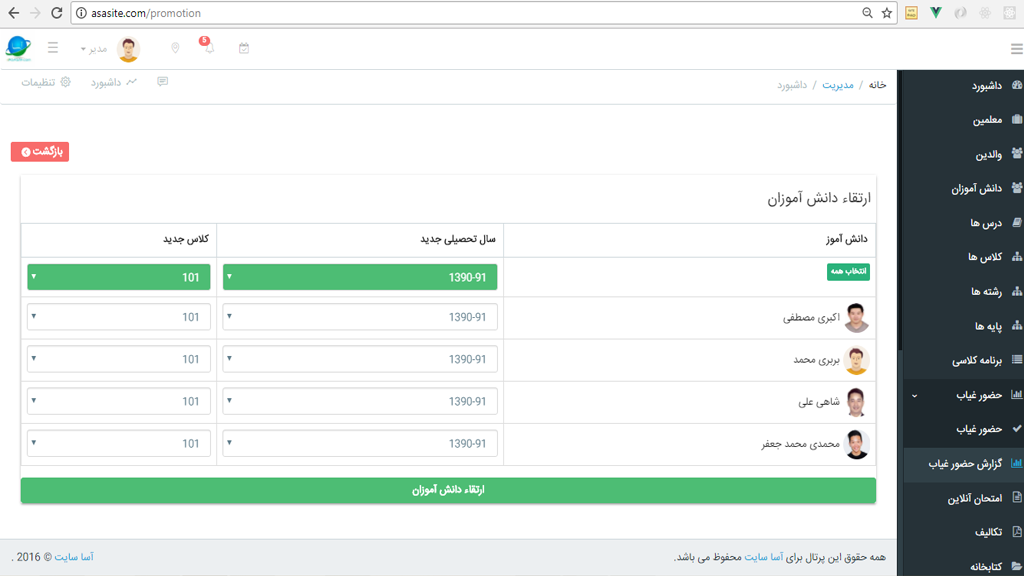 asasite.com/promotion
مدیر
5
داشبورد
تنظیمات
خانه / مدیریت / داشبورد
بازگشت
ارتقاء دانش آموزان
دانش آموز
سال تحصیلی جدید
کلاس جدید
انتخاب همه
1390-91
101
اکبری مصطفی
1390-91
101
بربری محمد
1390-91
101
شاهی علی
1390-91
101
محمدی محمد جعفر
1390-91
101
ارتقاء دانش آموزان
همه حقوق این پرتال برای آسا سایت محفوظ می باشد.
آسا سایت © 2016 .
داشبورد
معلمین
والدین
دانش آموزان
درس ها
کلاس ها
رشته ها
پایه ها
برنامه کلاسی
حضور غیاب
حضور غیاب
گزارش حضور غیاب
امتحان آنلاین
تکالیف
کتابخانه